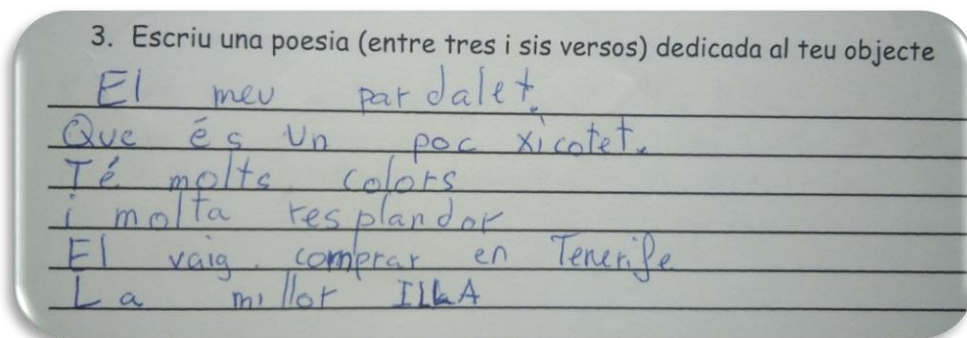 3. Escriu una poesia (entre tres i sis versos) dedicada al teu objecte
El meu pardalet.
Que és un poc xicotet.
Té molts colors
i molta resplandor
El vaig comprar en Tenerife
La millor ILLA